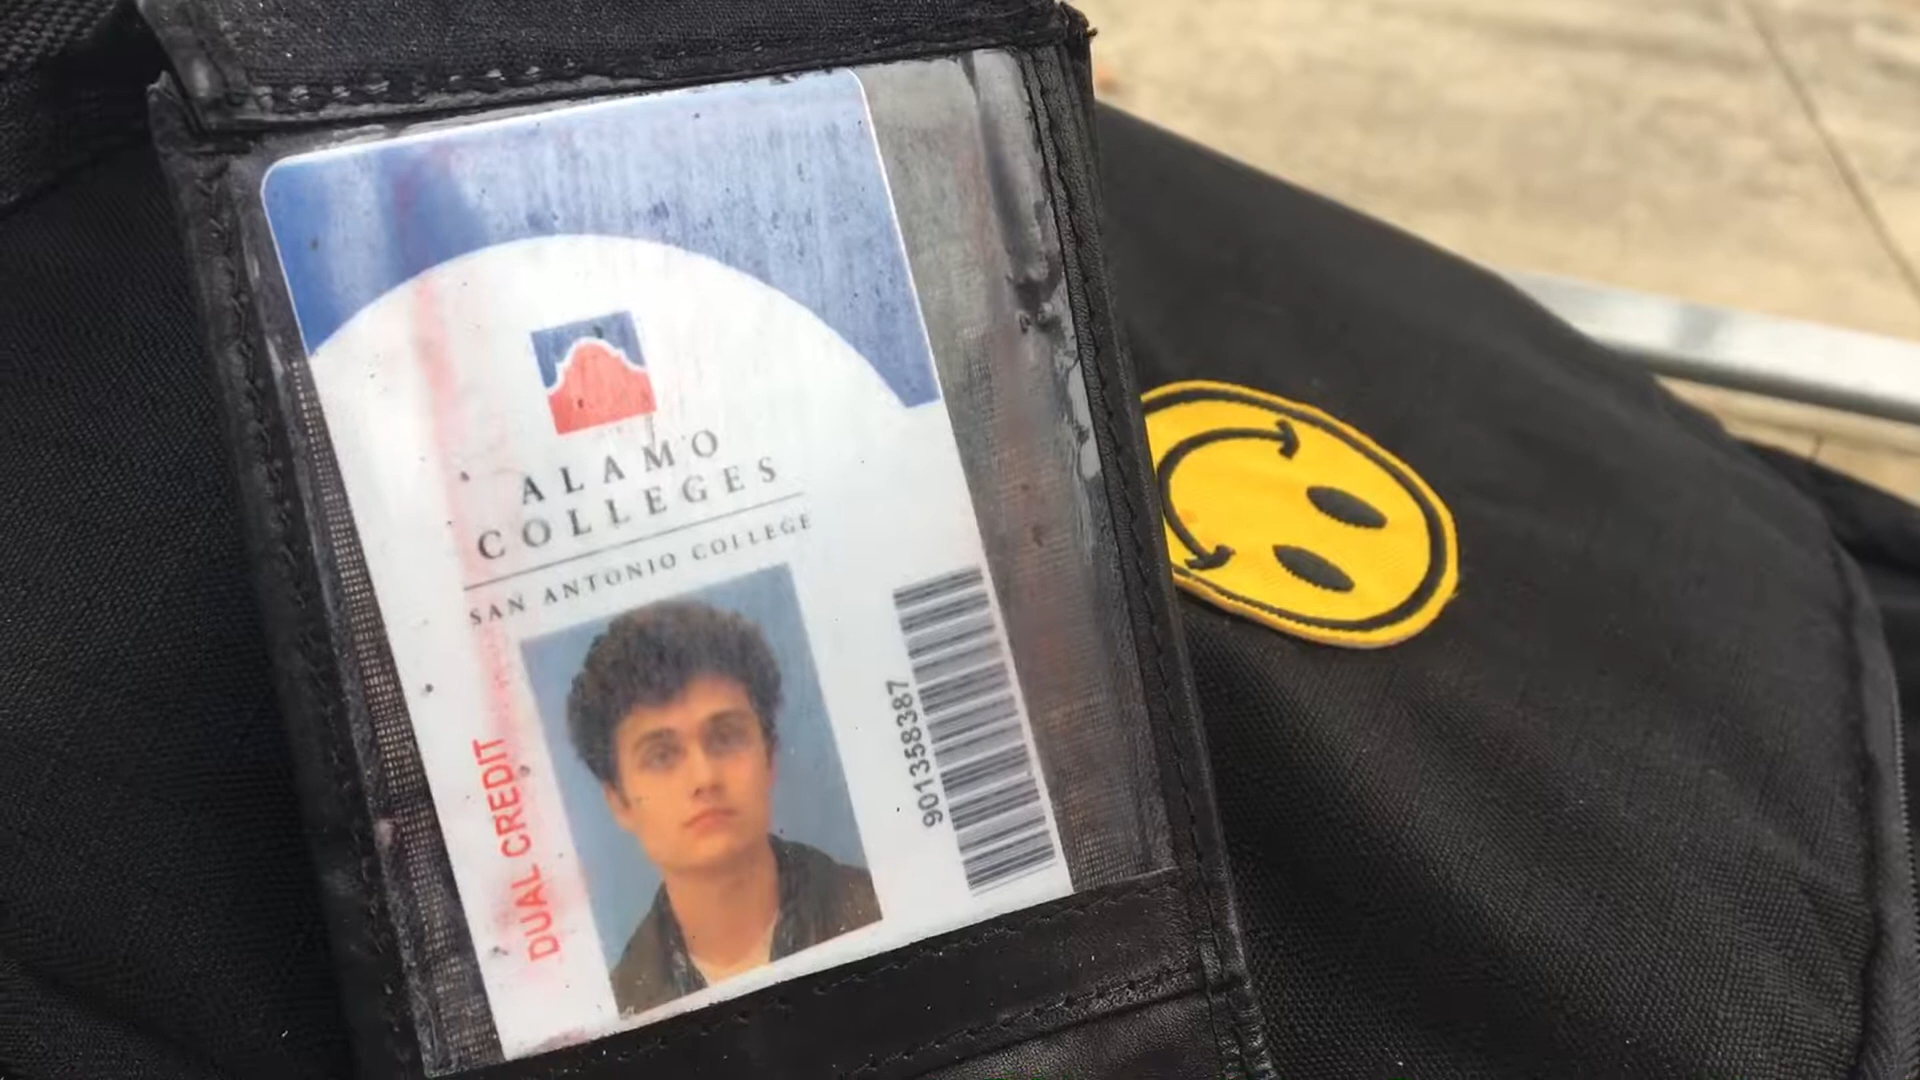 ALAMO
COLLEGES
SAN ANTONIO COLLEGE
DUAL CREDIT
901358387